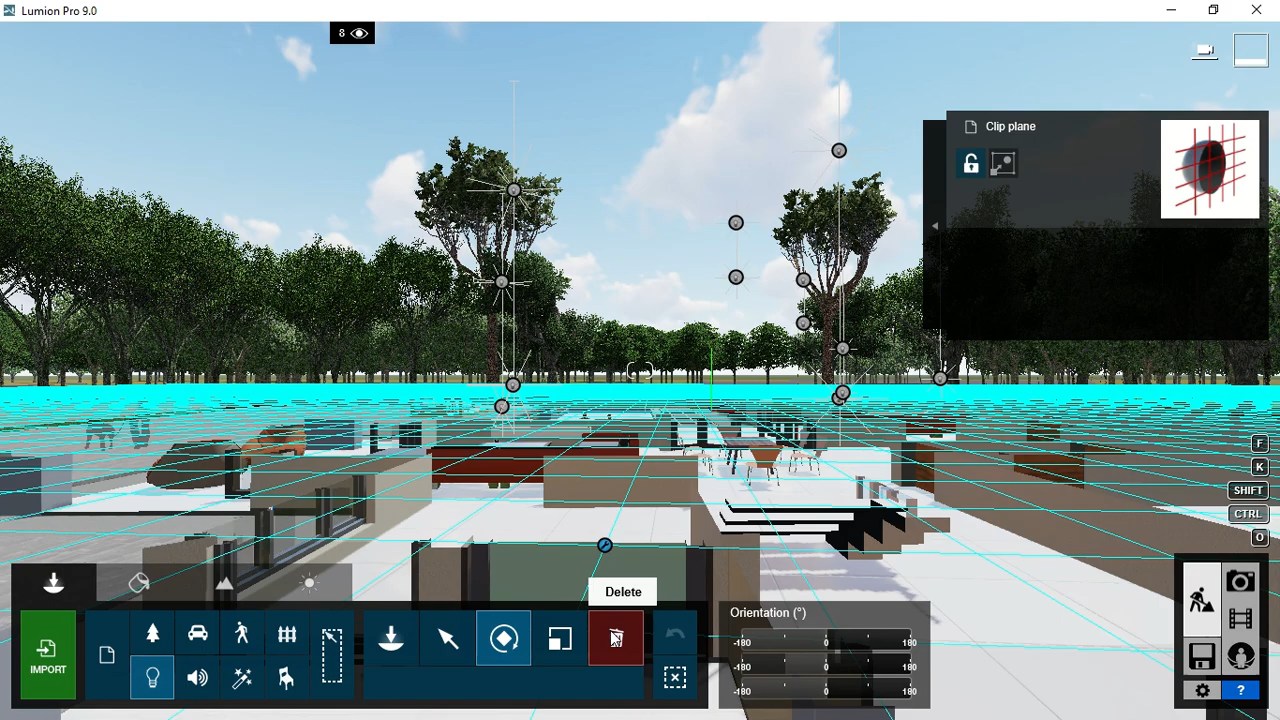 Lumion Pro 9.0
8
Clip plane
F
K
SHIFT
CTRL
O
Delete
Orientation (°)
-180 0 180
-180 0 180
-180 0 180
IMPORT
?